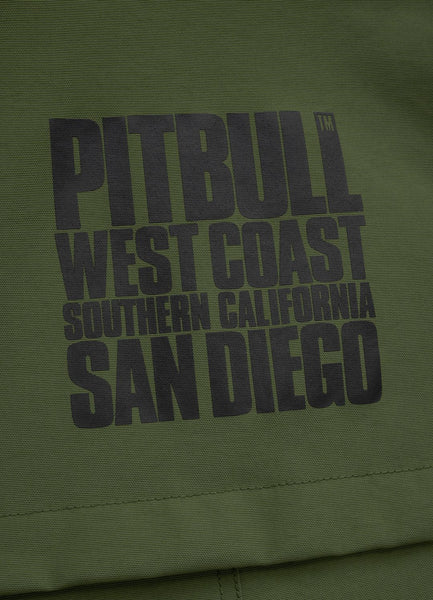 PITBULL™
WEST COAST
SOUTHERN CALIFORNIA
SAN DIEGO